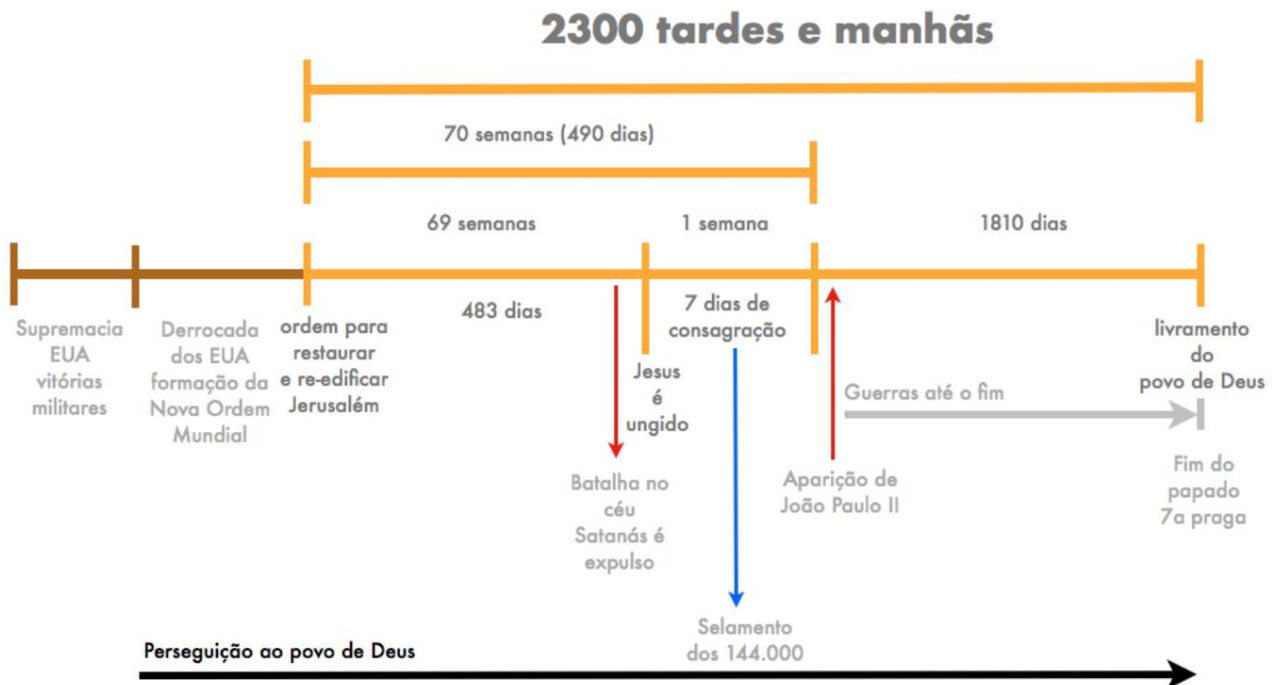 2300 tardes e manhãs
70 semanas (490 dias)
69 semanas
1 semana
1810 dias
483 dias
7 dias de
consagração
Supremacia
EUA
vitórias
militares
Derrocada
dos EUA
formação da
Nova Ordem
Mundial
ordem para
restaurar
e re-edificar
Jerusalém
Jesus
é
ungido
livramento
do
povo de Deus
Guerras até o fim
Batalha no
céu
Satanás é
expulso
Aparição de
João Paulo II
Fim do
papado
7a praga
Selamento
dos 144.000
Perseguição ao povo de Deus